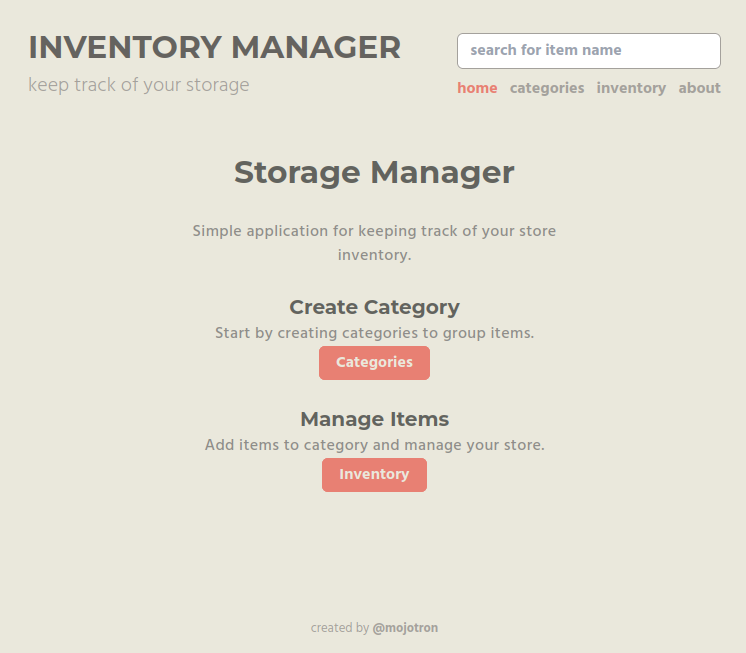 INVENTORY MANAGER
keep track of your storage
search for item name
home categories inventory about
Storage Manager
Simple application for keeping track of your store
inventory.
Create Category
Start by creating categories to group items.
Categories
Manage Items
Add items to category and manage your store.
Inventory
created by @mojotron